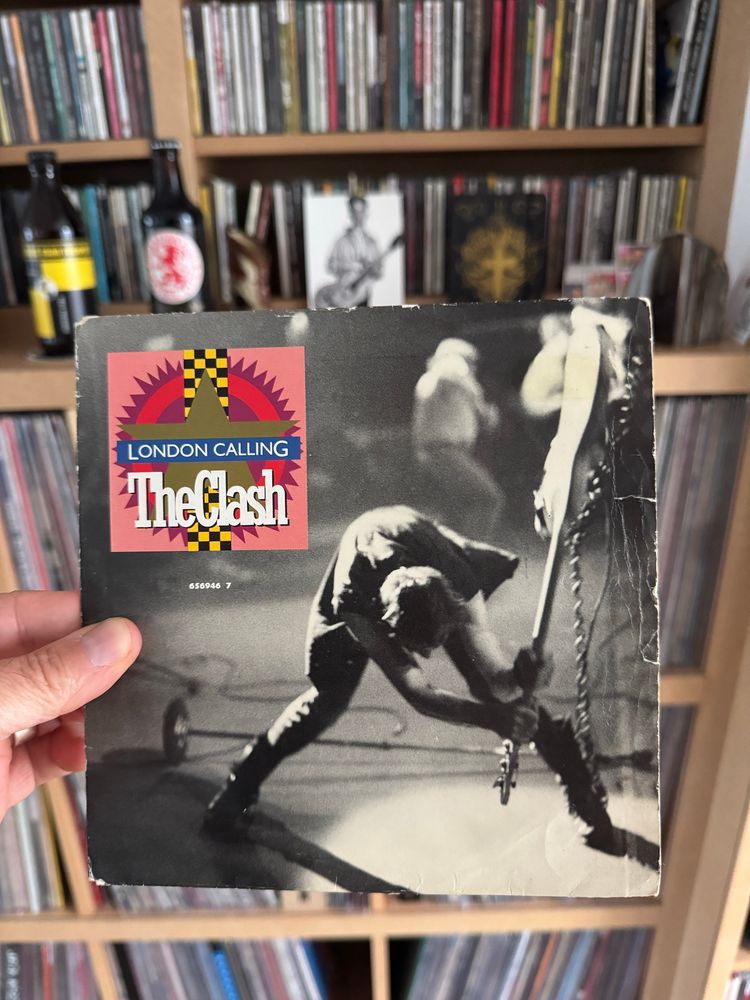 LONDON CALLING
The Clash
656946 7